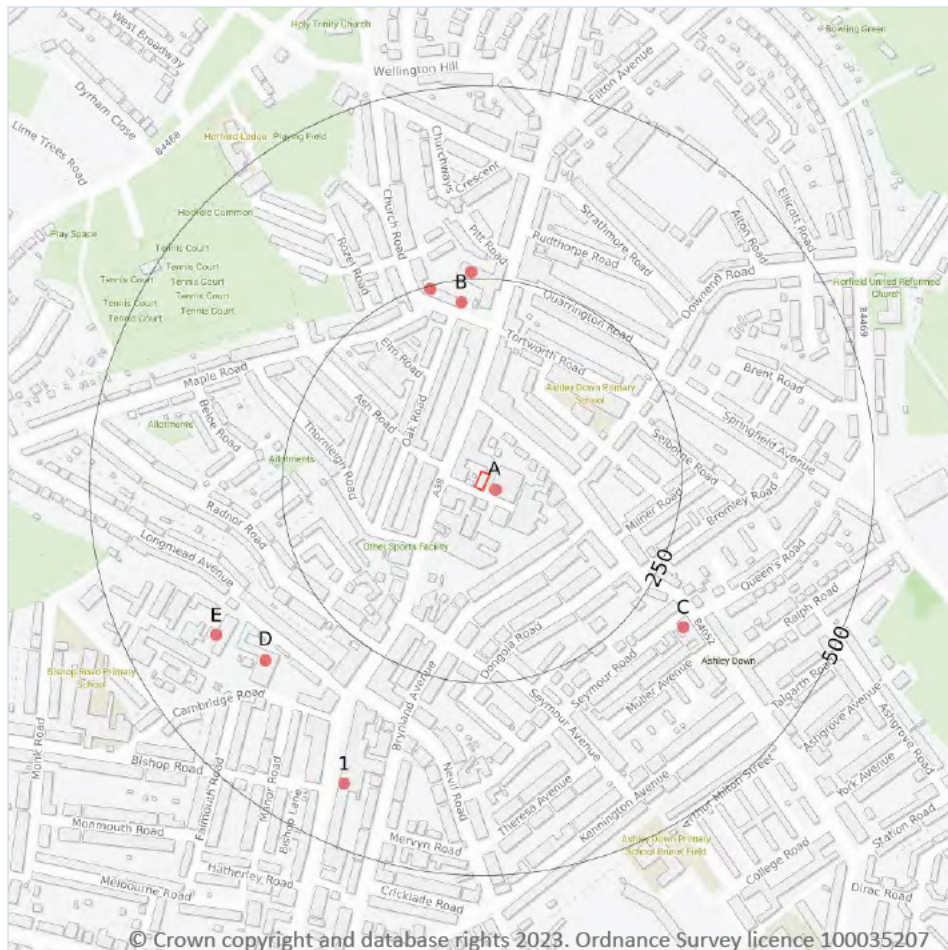 Holy Trinity Church
Bowling Green
West Broadway
Wellington Hill
Filton Avenue
Dyrham Close
Lime Trees Road
B4468
Horfield Lodge
Playing Field
Churchways
Crescent
Ellicott Road
Church Road
Horfield Common
Strathmore Road
Alton Road
Play Space
Pitt Road
Rudthorpe Road
Rozel Road
Tennis Court
Tennis Court
Tennis Court
Tennis Court
Tennis Court
Tennis Court
Tennis Court
Downend Road
B
Horfield United Reformed
Church
Quarrington Road
B4469
Tortworth Road
Elm Road
Maple Road
Brent Road
Ashley Down Primary
School
Ash Road
Oak Road
Beloe Road
Allotments
Springfield Avenue
Thornleigh Road
Selborne Road
Allotments
A
A38
Bromley Road
Milner Road
Radnor Road
Other Sports Facility
Longmead Avenue
250
Queen's Road
Ralph Road
E
C
D
B4052
500
Dongola Road
Ashley Down
Seymour Road
Bishop Road Primary
School
Muller Avenue
Talgarth Road
Cambridge Road
Brynland Avenue
Seymour Avenue
Ashgrove Avenue
Ashgrove Road
Monk Road
Bishop Road
1
Nevil Road
Theresa Avenue
Kennington Avenue
Arthur Milton Street
York Avenue
Falmouth Road
Manor Road
Bishop Lane
Monmouth Road
Mervyn Road
Station Road
Ashley Down Primary
School Brunel Field
College Road
Hatherley Road
Melbourne Road
Cricklade Road
Dirac Road
© Crown copyright and database rights 2023. Ordnance Survey licence 100035207